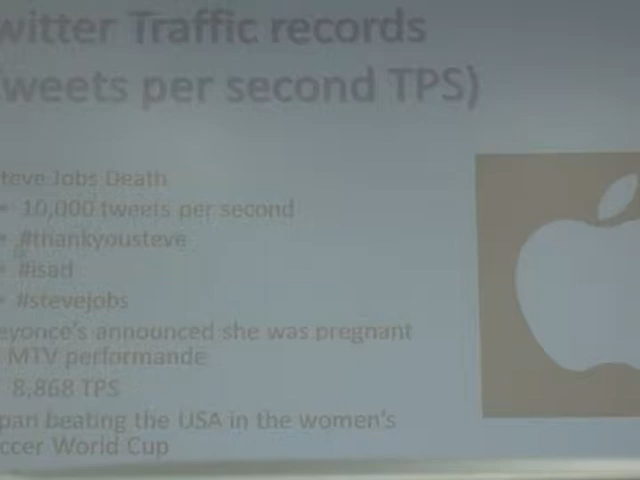 witter Traffic records
weets per second TPS)
teve Jobs Death
• 10,000 tweets per second
• #thankyousteve
• #isad
• #stevejobs
eyonce's announced she was pregnant
MTV performande
8,868 TPS
pan beating the USA in the women's
ccer World Cup